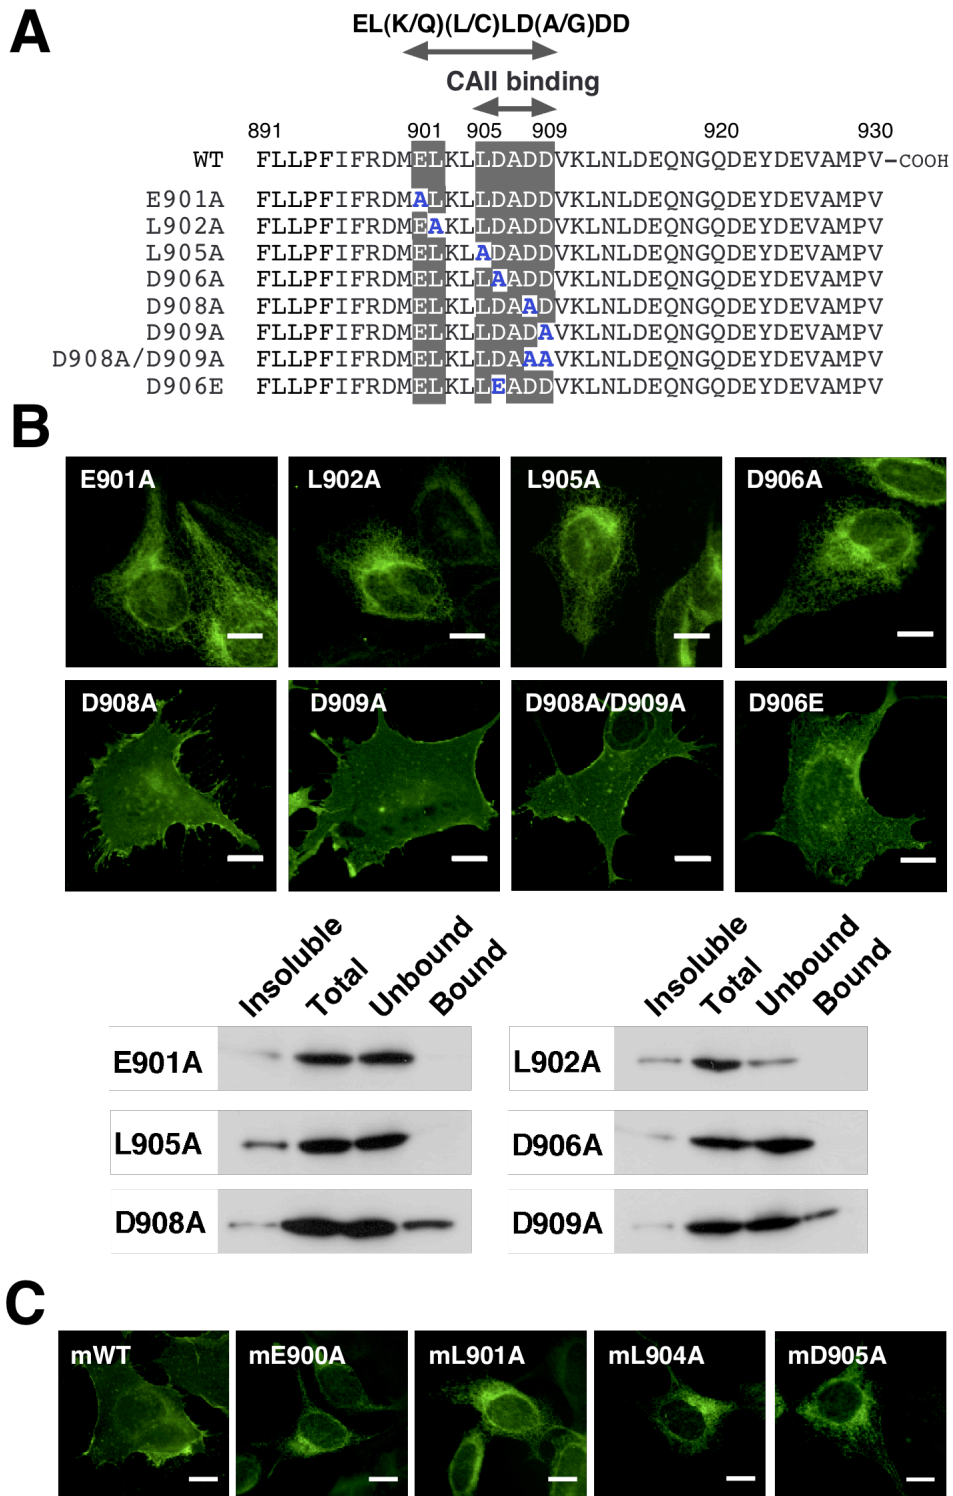 A
EL(K/Q)(L/C)LD(A/G)DD
CAII binding
891 901 905 909 920 930
WT FLLPFIFRDMELKLLDADDVKLNLDEQNGQDEYDEVAMPV–COOH
E901A FLLPFIFRDMALKLLDADDVKLNLDEQNGQDEYDEVAMPV
L902A FLLPFIFRDMEAKLLDADDVKLNLDEQNGQDEYDEVAMPV
L905A FLLPFIFRDMELKLADADDVKLNLDEQNGQDEYDEVAMPV
D906A FLLPFIFRDMELKLLAADDVKLNLDEQNGQDEYDEVAMPV
D908A FLLPFIFRDMELKLLDAADVKLNLDEQNGQDEYDEVAMPV
D909A FLLPFIFRDMELKLLDADAVKLNLDEQNGQDEYDEVAMPV
D908A/D909A FLLPFIFRDMELKLLDAAAVKLNLDEQNGQDEYDEVAMPV
D906E FLLPFIFRDMELKLLEADDVKLNLDEQNGQDEYDEVAMPV
B
E901A L902A L905A D906A
D908A D909A D908A/D909A D906E
Insoluble Total Unbound Bound Insoluble Total Unbound Bound
E901A L902A
L905A D906A
D908A D909A
C
mWT mE900A mL901A mL904A mD905A